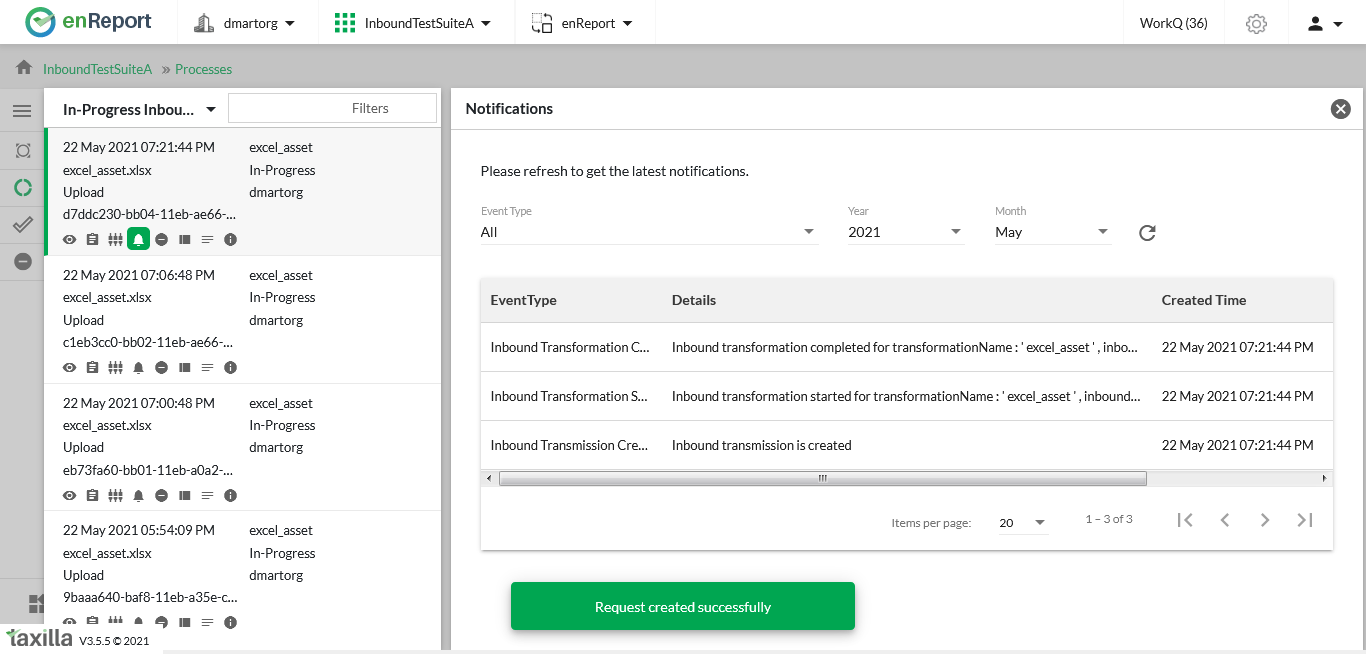 enReport dmartorg InboundTestSuiteA enReport WorkQ (36)
InboundTestSuiteA » Processes
In-Progress Inbou... Filters
22 May 2021 07:21:44 PM excel_asset
excel_asset.xlsx In-Progress
Upload dmartorg
d7ddc230-bb04-11eb-ae66-...
22 May 2021 07:06:48 PM excel_asset
excel_asset.xlsx In-Progress
Upload dmartorg
c1eb3cc0-bb02-11eb-ae66-...
22 May 2021 07:00:48 PM excel_asset
excel_asset.xlsx In-Progress
Upload dmartorg
eb73fa60-bb01-11eb-a0a2-...
22 May 2021 05:54:09 PM excel_asset
excel_asset.xlsx In-Progress
Upload dmartorg
9baaa640-baf8-11eb-a35e-c...
taxilla V3.5.5 © 2021
Notifications
Please refresh to get the latest notifications.
Event Type Year Month
All 2021 May
EventType Details Created Time
Inbound Transformation C... Inbound transformation completed for transformationName : ' excel_asset ' , inbo... 22 May 2021 07:21:44 PM
Inbound Transformation S... Inbound transformation started for transformationName : ' excel_asset ' , inbound... 22 May 2021 07:21:44 PM
Inbound Transmission Cre... Inbound transmission is created 22 May 2021 07:21:44 PM
Items per page: 20 1 – 3 of 3
Request created successfully